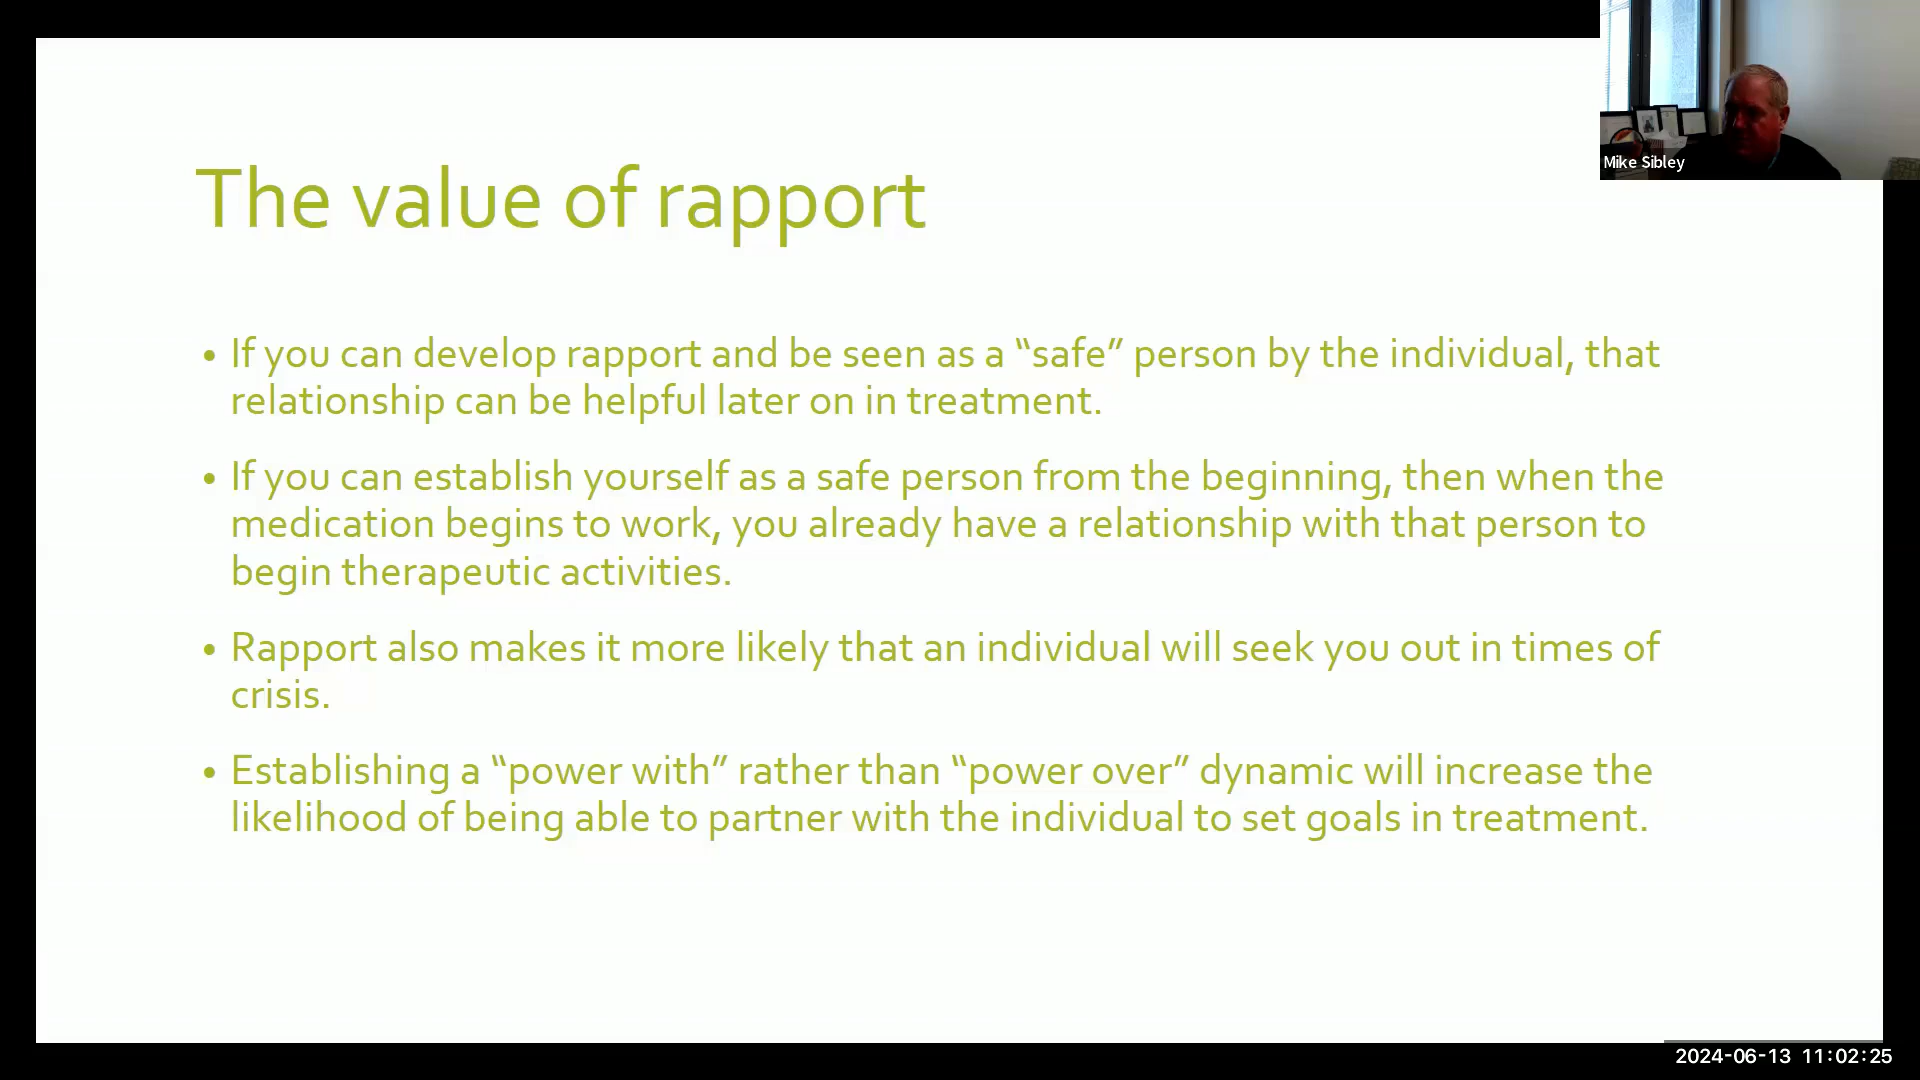 Mike Sibley
The value of rapport
• If you can develop rapport and be seen as a “safe” person by the individual, that
relationship can be helpful later on in treatment.
• If you can establish yourself as a safe person from the beginning, then when the
medication begins to work, you already have a relationship with that person to
begin therapeutic activities.
• Rapport also makes it more likely that an individual will seek you out in times of
crisis.
• Establishing a “power with” rather than “power over” dynamic will increase the
likelihood of being able to partner with the individual to set goals in treatment.
2024-06-13 11:02:25